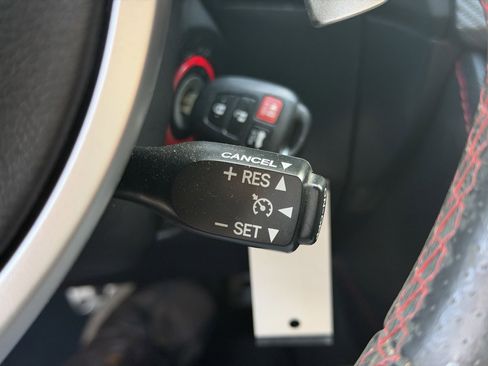 CANCEL▼
+ RES ▲
◀
− SET ▼